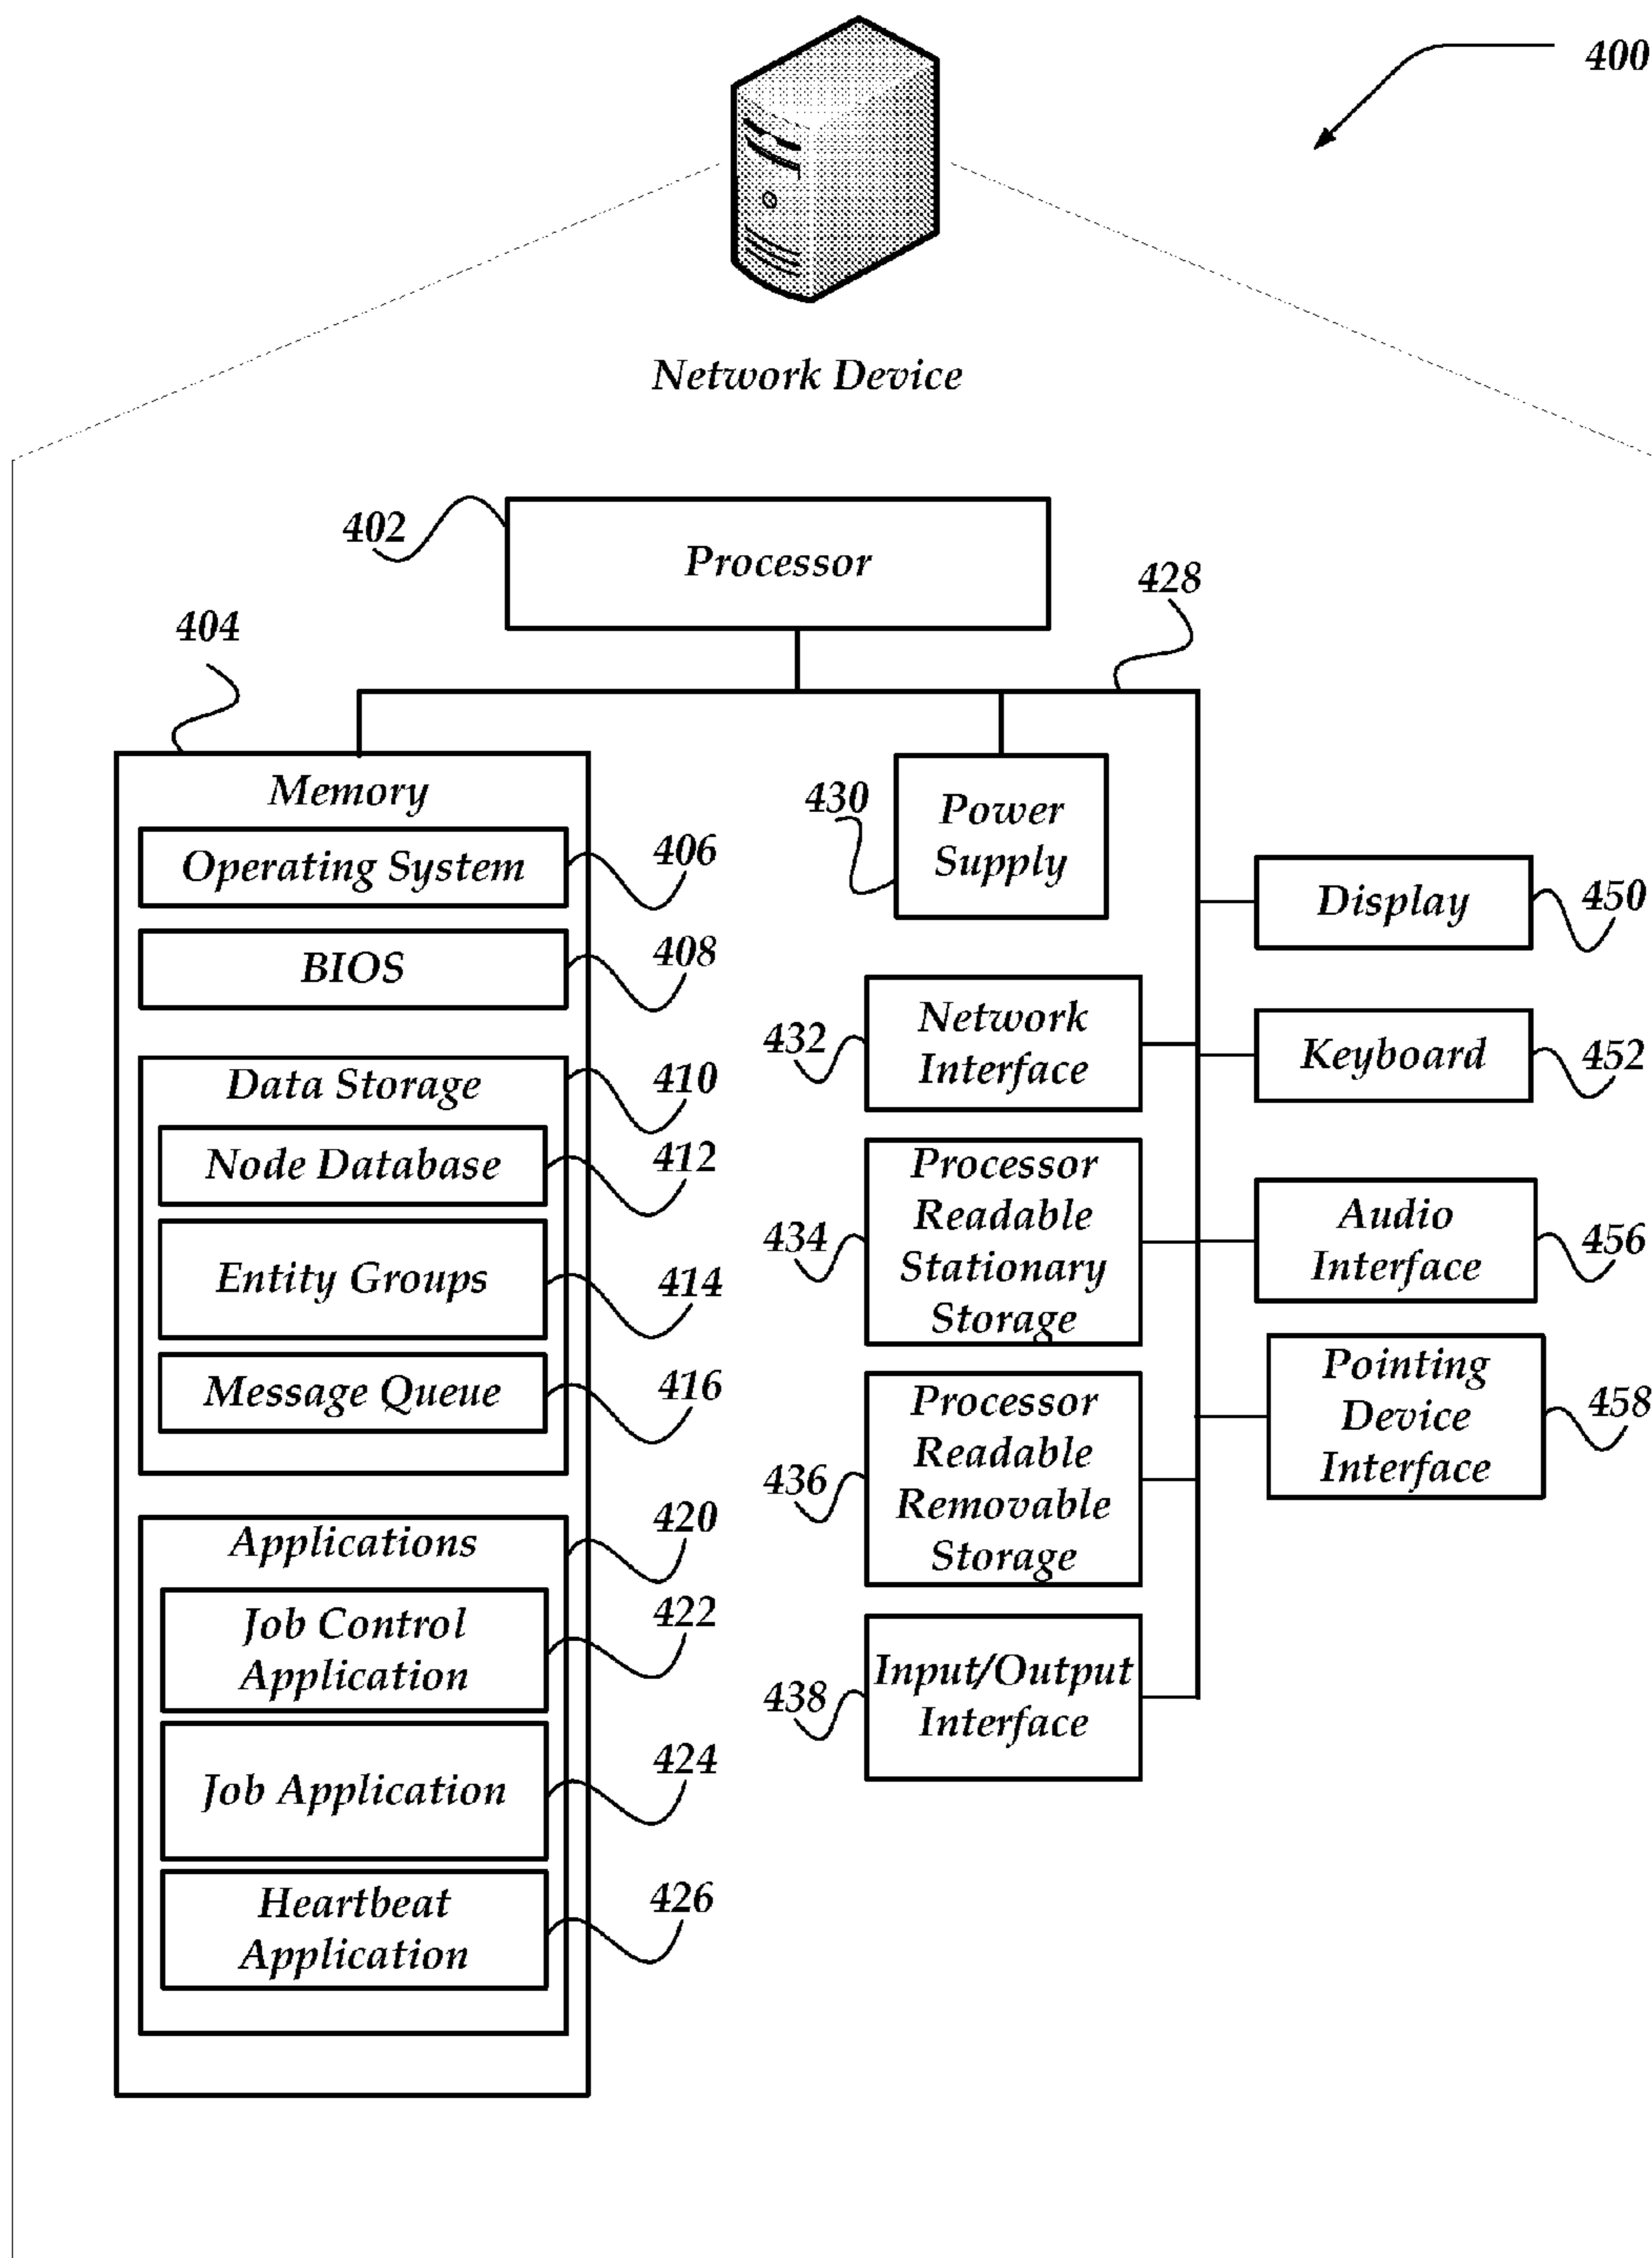 400
Network Device
402
Processor
428
404
Memory
Operating System
406
BIOS
408
Data Storage
410
Node Database
412
Entity Groups
414
Message Queue
416
Applications
420
Job Control
Application
422
Job Application
424
Heartbeat
Application
426
430
Power
Supply
432
Network
Interface
434
Processor
Readable
Stationary
Storage
436
Processor
Readable
Removable
Storage
438
Input/Output
Interface
Display
450
Keyboard
452
Audio
Interface
456
Pointing
Device
Interface
458